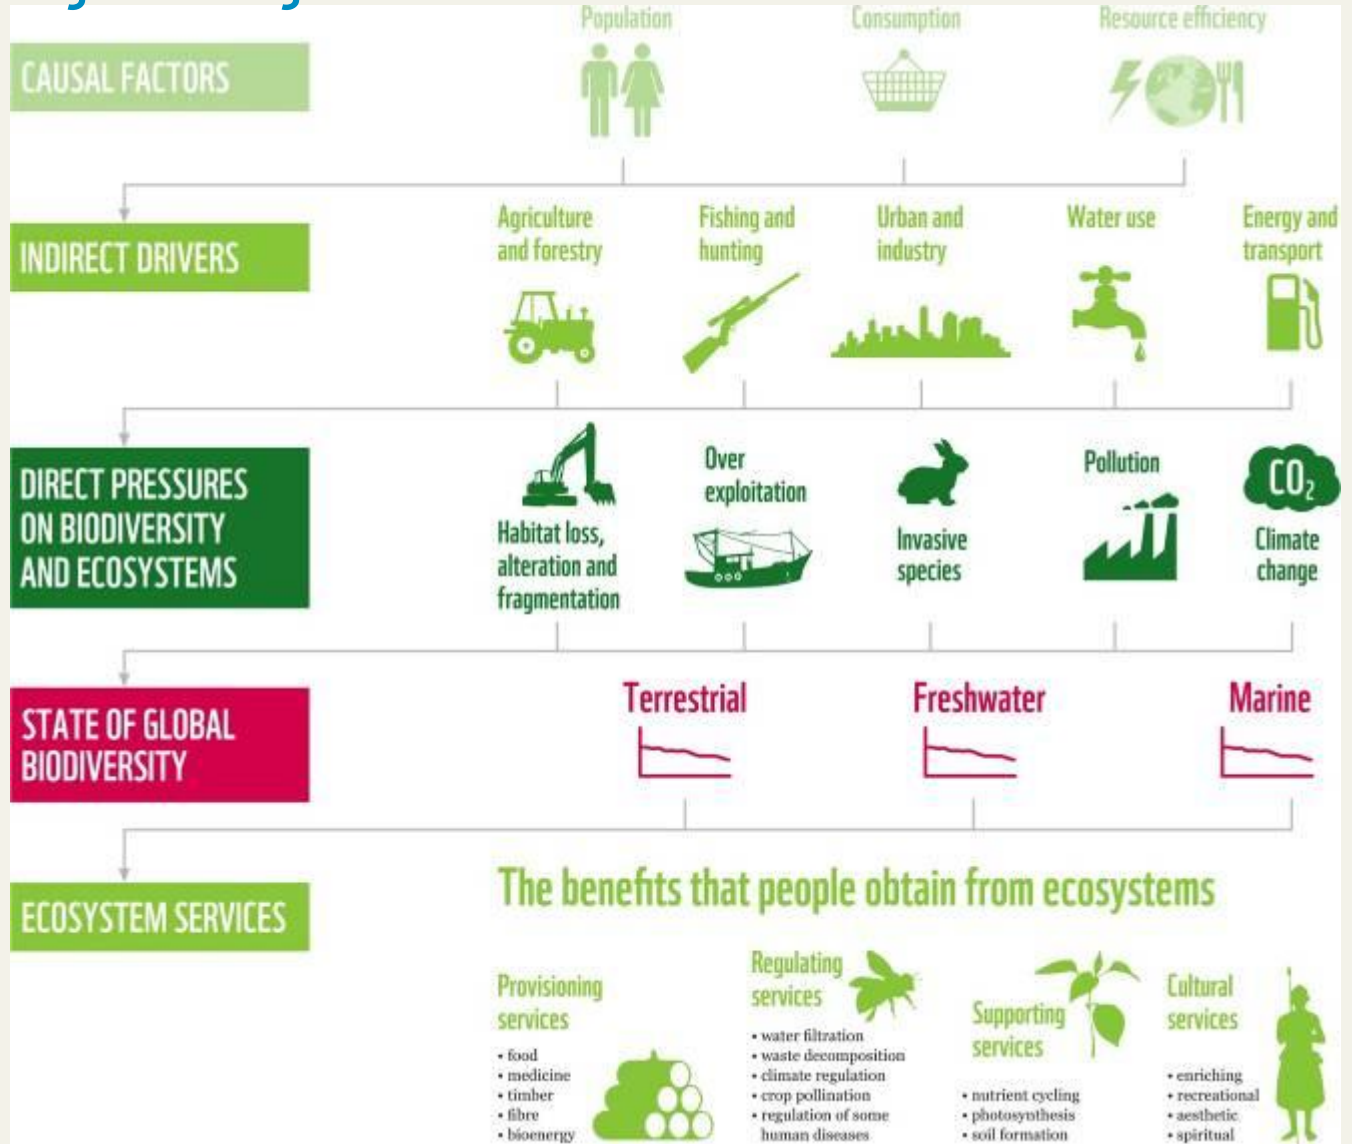 Population
Consumption
Resource efficiency
CAUSAL FACTORS
INDIRECT DRIVERS
Agriculture
and forestry
Fishing and
hunting
Urban and
industry
Water use
Energy and
transport
DIRECT PRESSURES
ON BIODIVERSITY
AND ECOSYSTEMS
Habitat loss,
alteration and
fragmentation
Over
exploitation
Invasive
species
Pollution
CO₂
Climate
change
STATE OF GLOBAL
BIODIVERSITY
Terrestrial
Freshwater
Marine
ECOSYSTEM SERVICES
The benefits that people obtain from ecosystems
Provisioning
services
• food
• medicine
• timber
• fibre
• bioenergy
Regulating
services
• water filtration
• waste decomposition
• climate regulation
• crop pollination
• regulation of some
human diseases
Supporting
services
• nutrient cycling
• photosynthesis
• soil formation
Cultural
services
• enriching
• recreational
• aesthetic
• spiritual